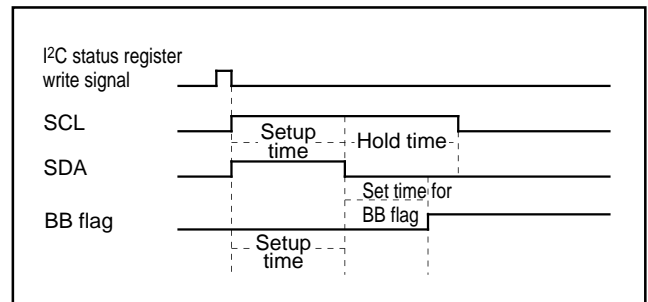 I2C status register
write signal
SCL
Setup
time
Hold time
SDA
Set time for
BB flag
BB flag
Setup
time